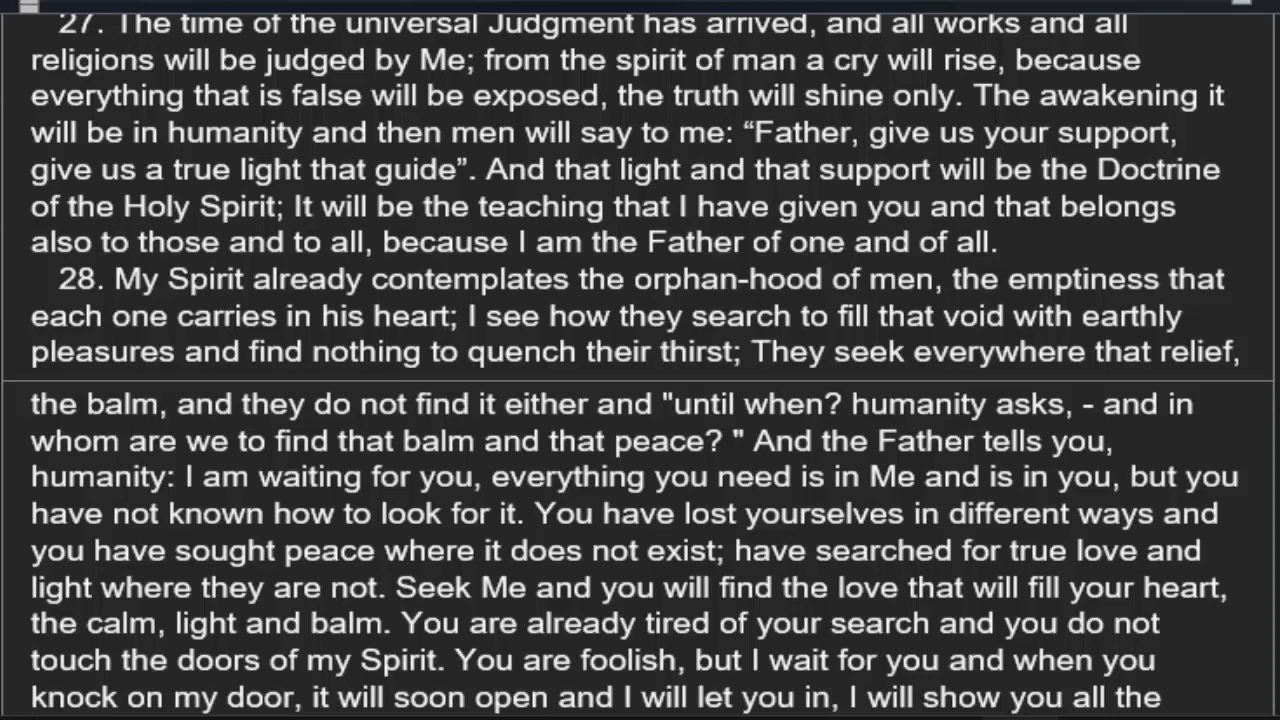 27. The time of the universal Judgment has arrived, and all works and all
religions will be judged by Me; from the spirit of man a cry will rise, because
everything that is false will be exposed, the truth will shine only. The awakening it
will be in humanity and then men will say to me: “Father, give us your support,
give us a true light that guide”. And that light and that support will be the Doctrine
of the Holy Spirit; It will be the teaching that I have given you and that belongs
also to those and to all, because I am the Father of one and of all.
28. My Spirit already contemplates the orphan-hood of men, the emptiness that
each one carries in his heart; I see how they search to fill that void with earthly
pleasures and find nothing to quench their thirst; They seek everywhere that relief,
the balm, and they do not find it either and "until when? humanity asks, - and in
whom are we to find that balm and that peace? " And the Father tells you,
humanity: I am waiting for you, everything you need is in Me and is in you, but you
have not known how to look for it. You have lost yourselves in different ways and
you have sought peace where it does not exist; have searched for true love and
light where they are not. Seek Me and you will find the love that will fill your heart,
the calm, light and balm. You are already tired of your search and you do not
touch the doors of my Spirit. You are foolish, but I wait for you and when you
knock on my door, it will soon open and I will let you in, I will show you all the